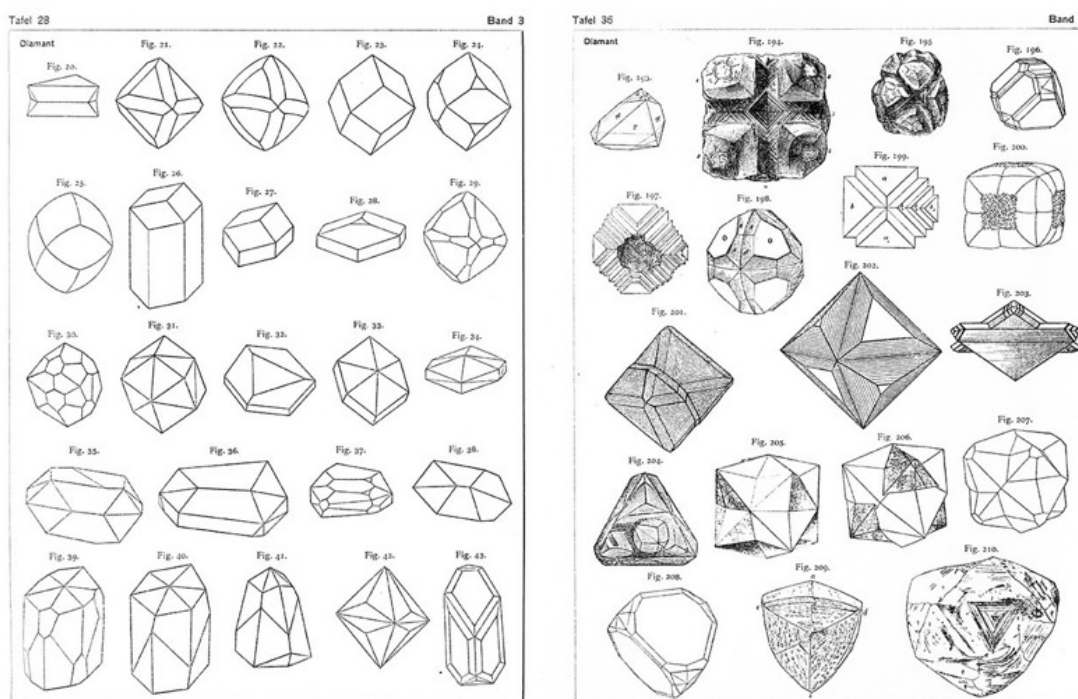 Tafel 28 Band 3
Diamant
Fig. 20. Fig. 21. Fig. 22. Fig. 23. Fig. 24.
Fig. 25. Fig. 26. Fig. 27. Fig. 28. Fig. 29.
Fig. 30. Fig. 31. Fig. 32. Fig. 33. Fig. 34.
Fig. 35. Fig. 36. Fig. 37. Fig. 38.
Fig. 39. Fig. 40. Fig. 41. Fig. 42. Fig. 43.
Tafel 36 Band
Diamant
Fig. 193. Fig. 194. Fig. 195. Fig. 196.
Fig. 197. Fig. 198. Fig. 199. Fig. 200.
Fig. 201. Fig. 202. Fig. 203.
Fig. 204. Fig. 205. Fig. 206. Fig. 207.
Fig. 208. Fig. 209. Fig. 210.